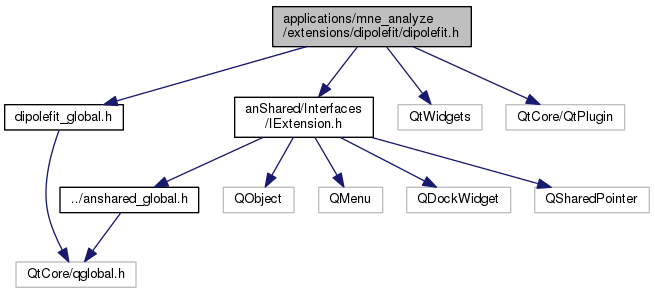 applications/mne_analyze
/extensions/dipolefit/dipolefit.h
dipolefit_global.h
anShared/Interfaces
/IExtension.h
QtWidgets
QtCore/QtPlugin
../anshared_global.h
QObject
QMenu
QDockWidget
QSharedPointer
QtCore/qglobal.h